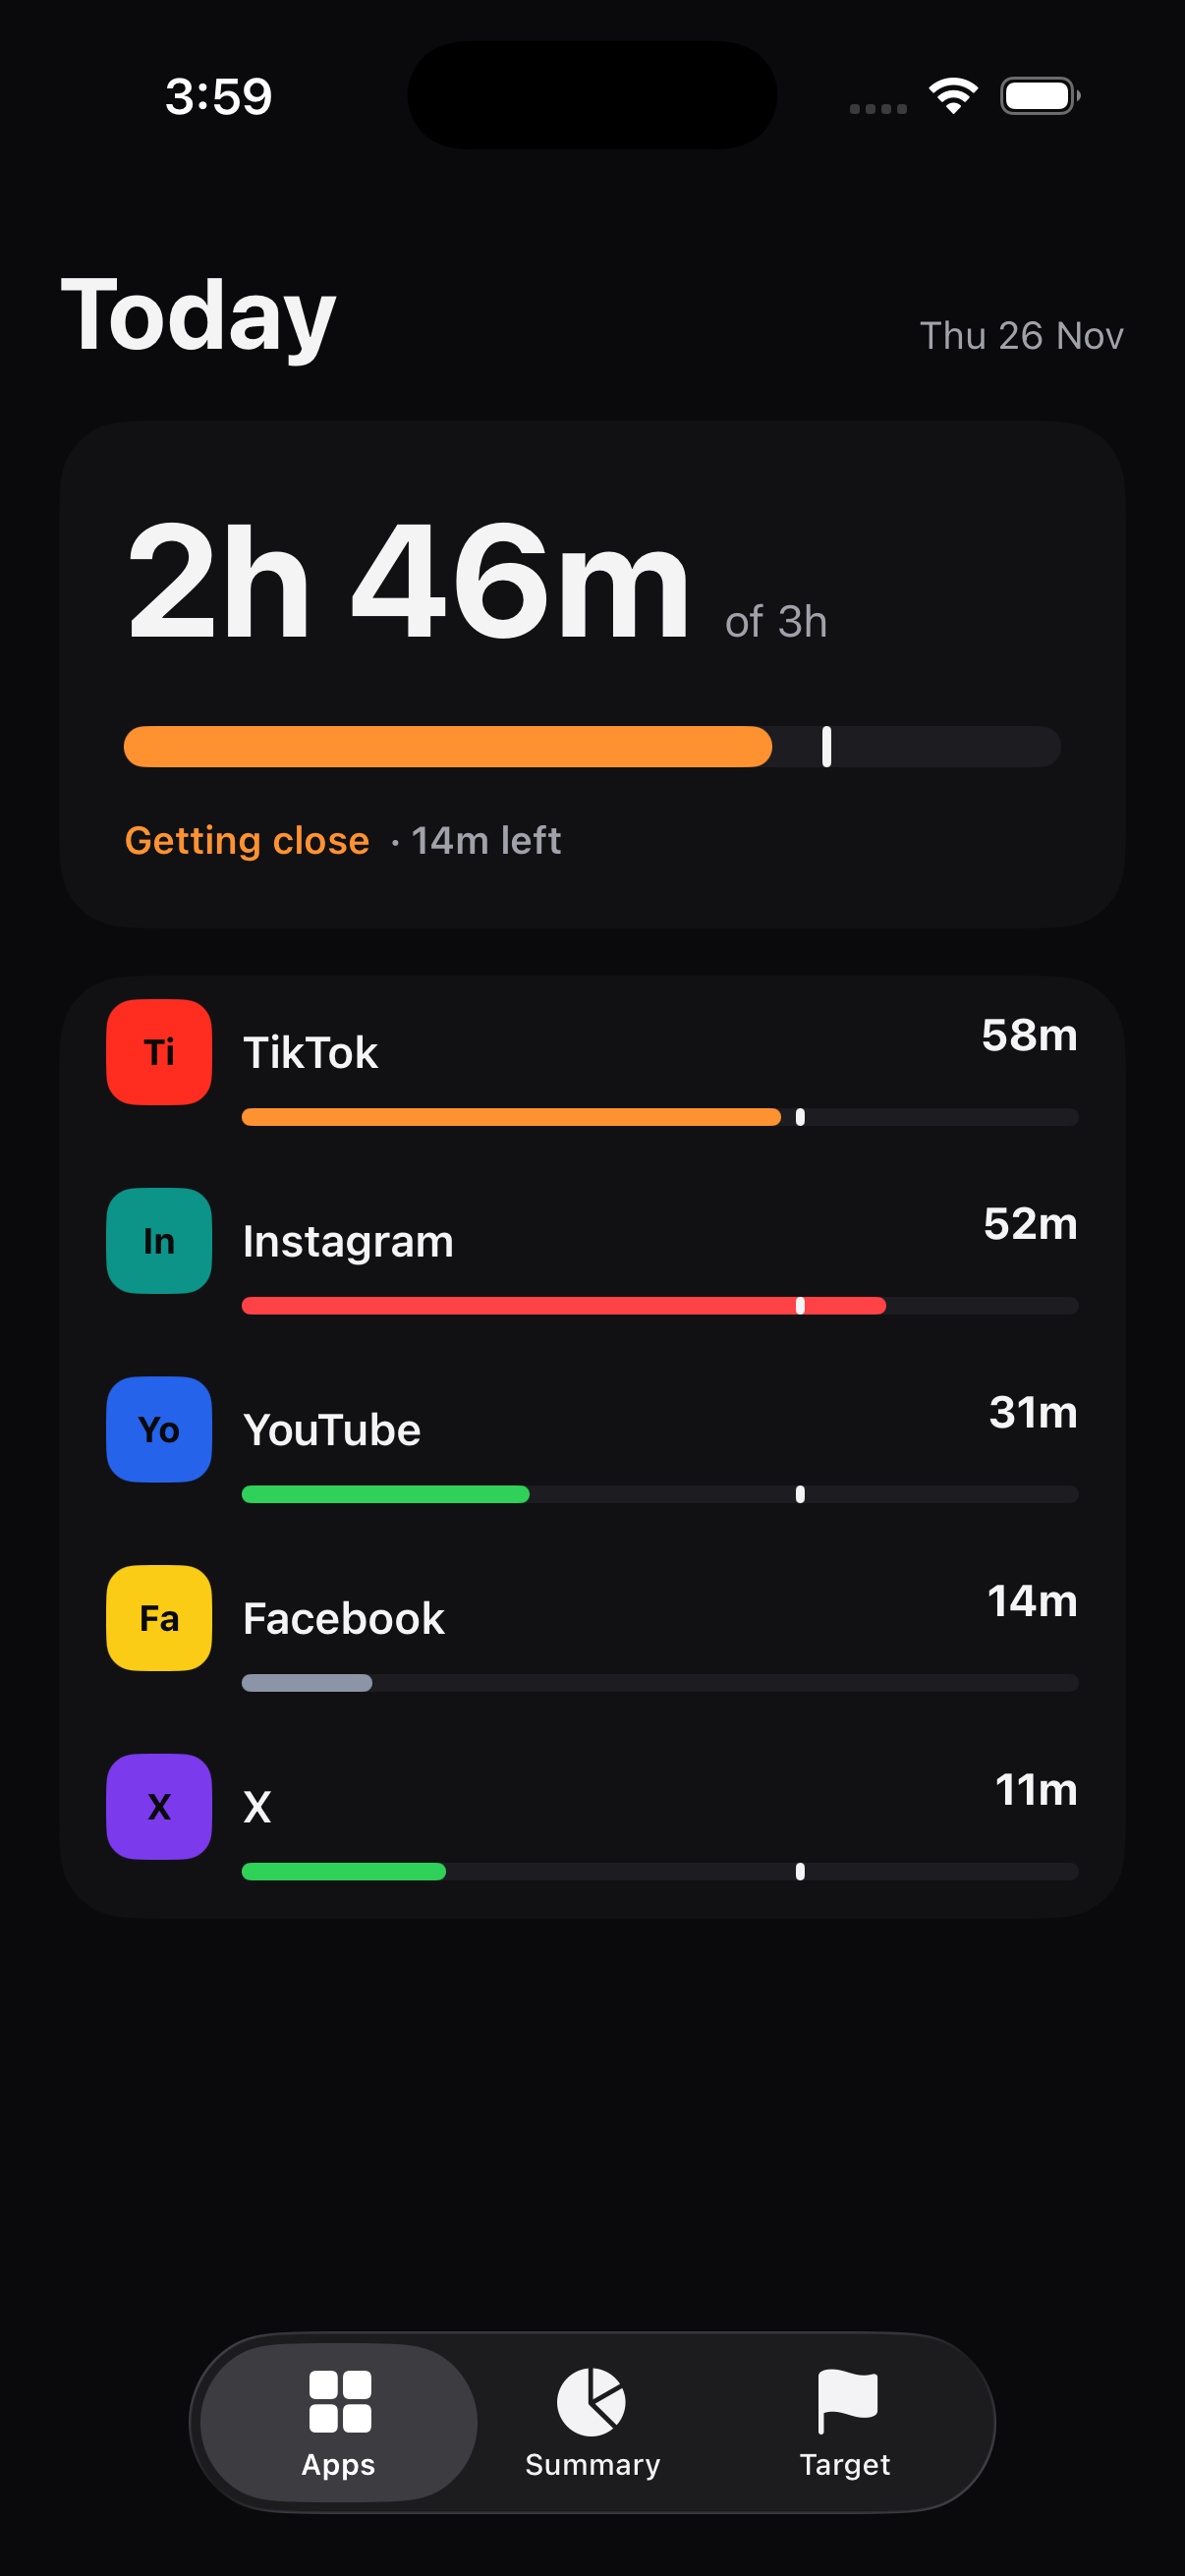 3:59
Today
Thu 26 Nov
2h 46m of 3h
Getting close · 14m left
Ti TikTok 58m
In Instagram 52m
Yo YouTube 31m
Fa Facebook 14m
X X 11m
Apps Summary Target